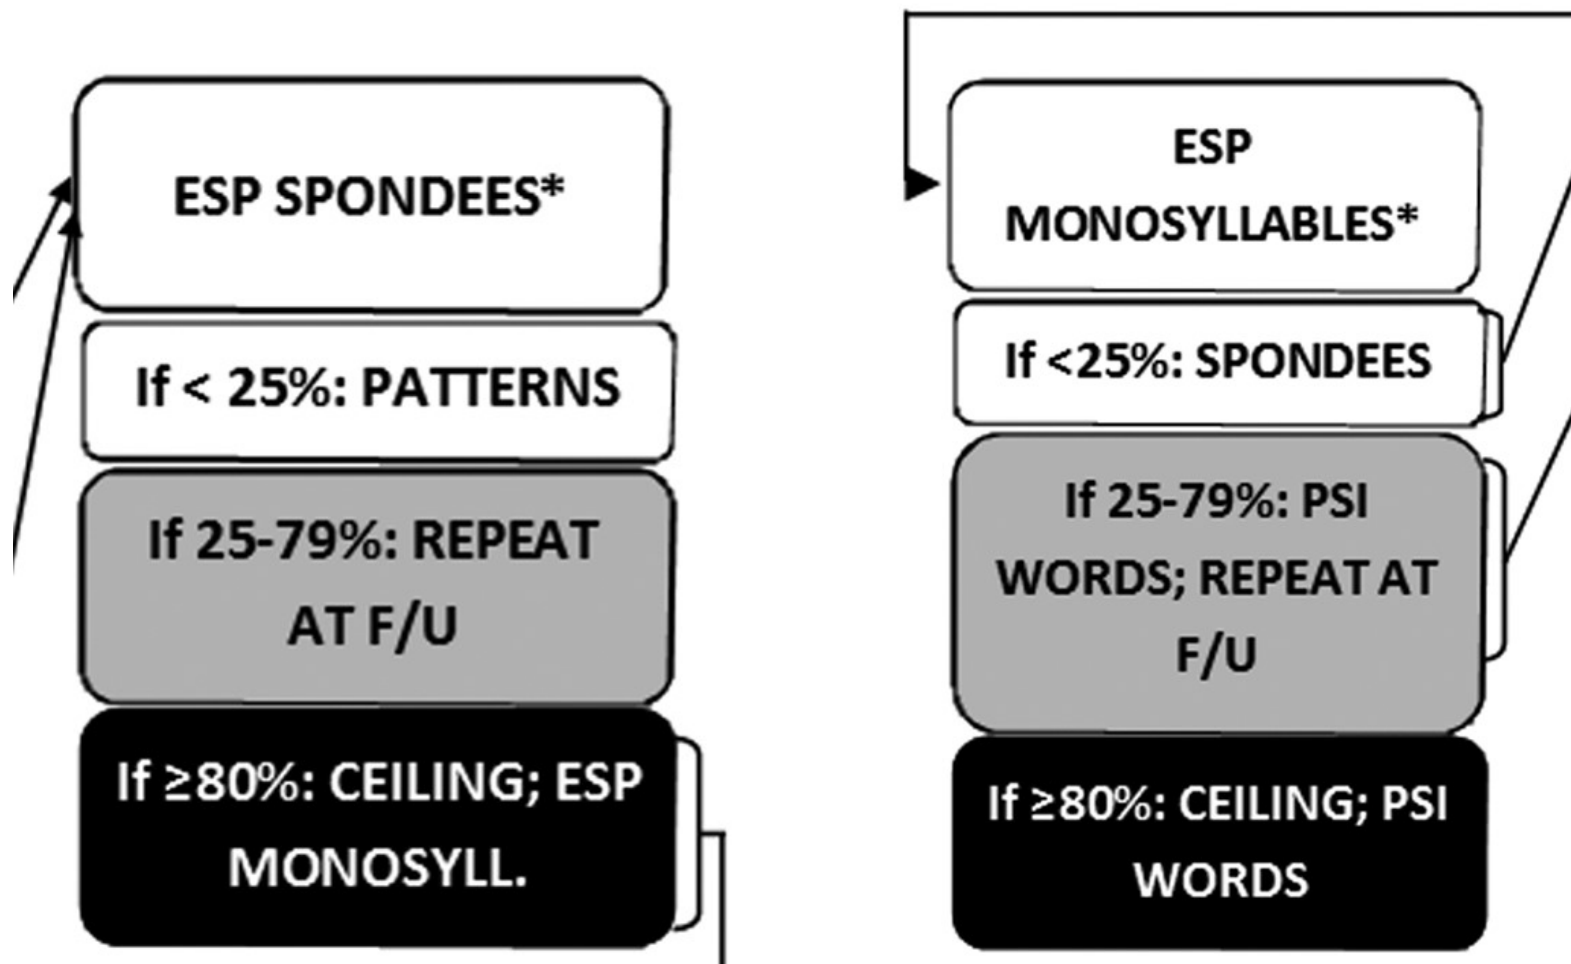 ESP SPONDEES*
If < 25%: PATTERNS
If 25-79%: REPEAT
AT F/U
If ≥80%: CEILING; ESP
MONOSYLL.
ESP
MONOSYLLABLES*
If <25%: SPONDEES
If 25-79%: PSI
WORDS; REPEAT AT
F/U
If ≥80%: CEILING; PSI
WORDS